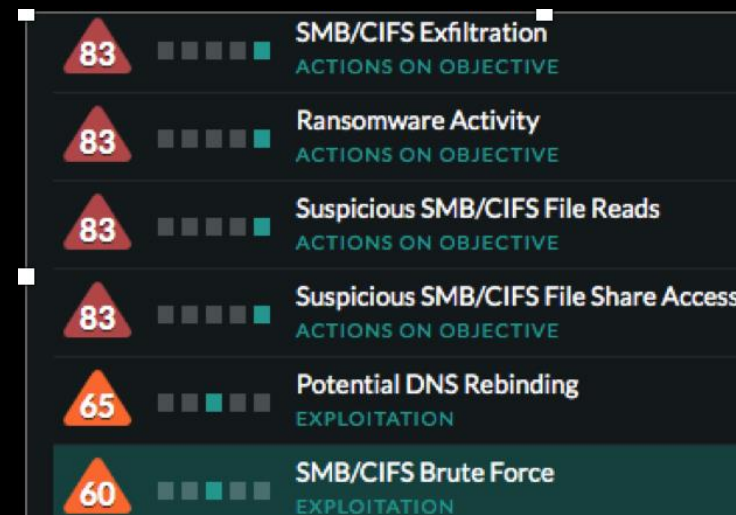 83
SMB/CIFS Exfiltration
ACTIONS ON OBJECTIVE
83
Ransomware Activity
ACTIONS ON OBJECTIVE
83
Suspicious SMB/CIFS File Reads
ACTIONS ON OBJECTIVE
83
Suspicious SMB/CIFS File Share Access
ACTIONS ON OBJECTIVE
65
Potential DNS Rebinding
EXPLOITATION
60
SMB/CIFS Brute Force
EXPLOITATION